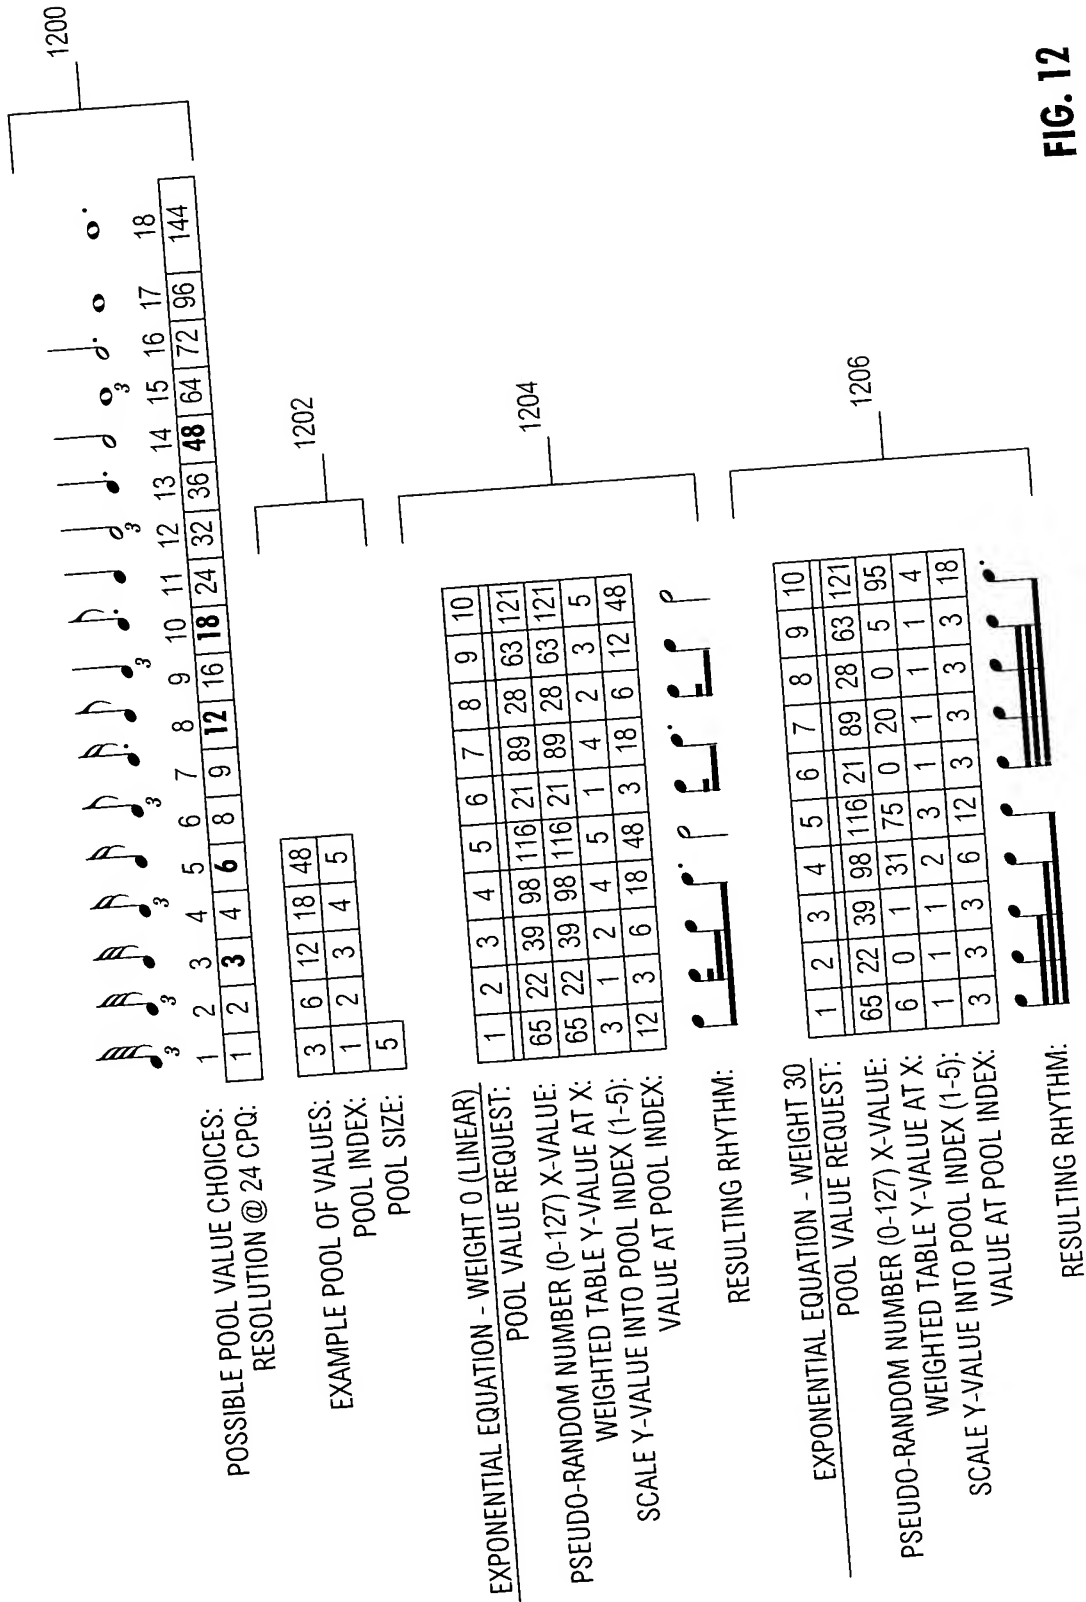 1200
3 3 3 3 3 3 3
1 2 3 4 5 6 7 8 9 10 11 12 13 14 15 16 17 18
POSSIBLE POOL VALUE CHOICES:
RESOLUTION @ 24 CPQ: 1 2 3 4 6 8 9 12 16 18 24 32 36 48 64 72 96 144
1202
EXAMPLE POOL OF VALUES: 3 6 12 18 48
POOL INDEX: 1 2 3 4 5
POOL SIZE: 5
1204
EXPONENTIAL EQUATION - WEIGHT 0 (LINEAR)
POOL VALUE REQUEST: 1 2 3 4 5 6 7 8 9 10
PSEUDO-RANDOM NUMBER (0-127) X-VALUE: 65 22 39 98 116 21 89 28 63 121
WEIGHTED TABLE Y-VALUE AT X: 65 22 39 98 116 21 89 28 63 121
SCALE Y-VALUE INTO POOL INDEX (1-5): 3 1 2 4 5 1 4 2 3 5
VALUE AT POOL INDEX: 12 3 6 18 48 3 18 6 12 48
RESULTING RHYTHM:
1206
EXPONENTIAL EQUATION - WEIGHT 30
POOL VALUE REQUEST: 1 2 3 4 5 6 7 8 9 10
PSEUDO-RANDOM NUMBER (0-127) X-VALUE: 65 22 39 98 116 21 89 28 63 121
WEIGHTED TABLE Y-VALUE AT X: 6 0 1 31 75 0 20 0 5 95
SCALE Y-VALUE INTO POOL INDEX (1-5): 1 1 1 2 3 1 1 1 1 4
VALUE AT POOL INDEX: 3 3 3 6 12 3 3 3 3 18
RESULTING RHYTHM:
FIG. 12